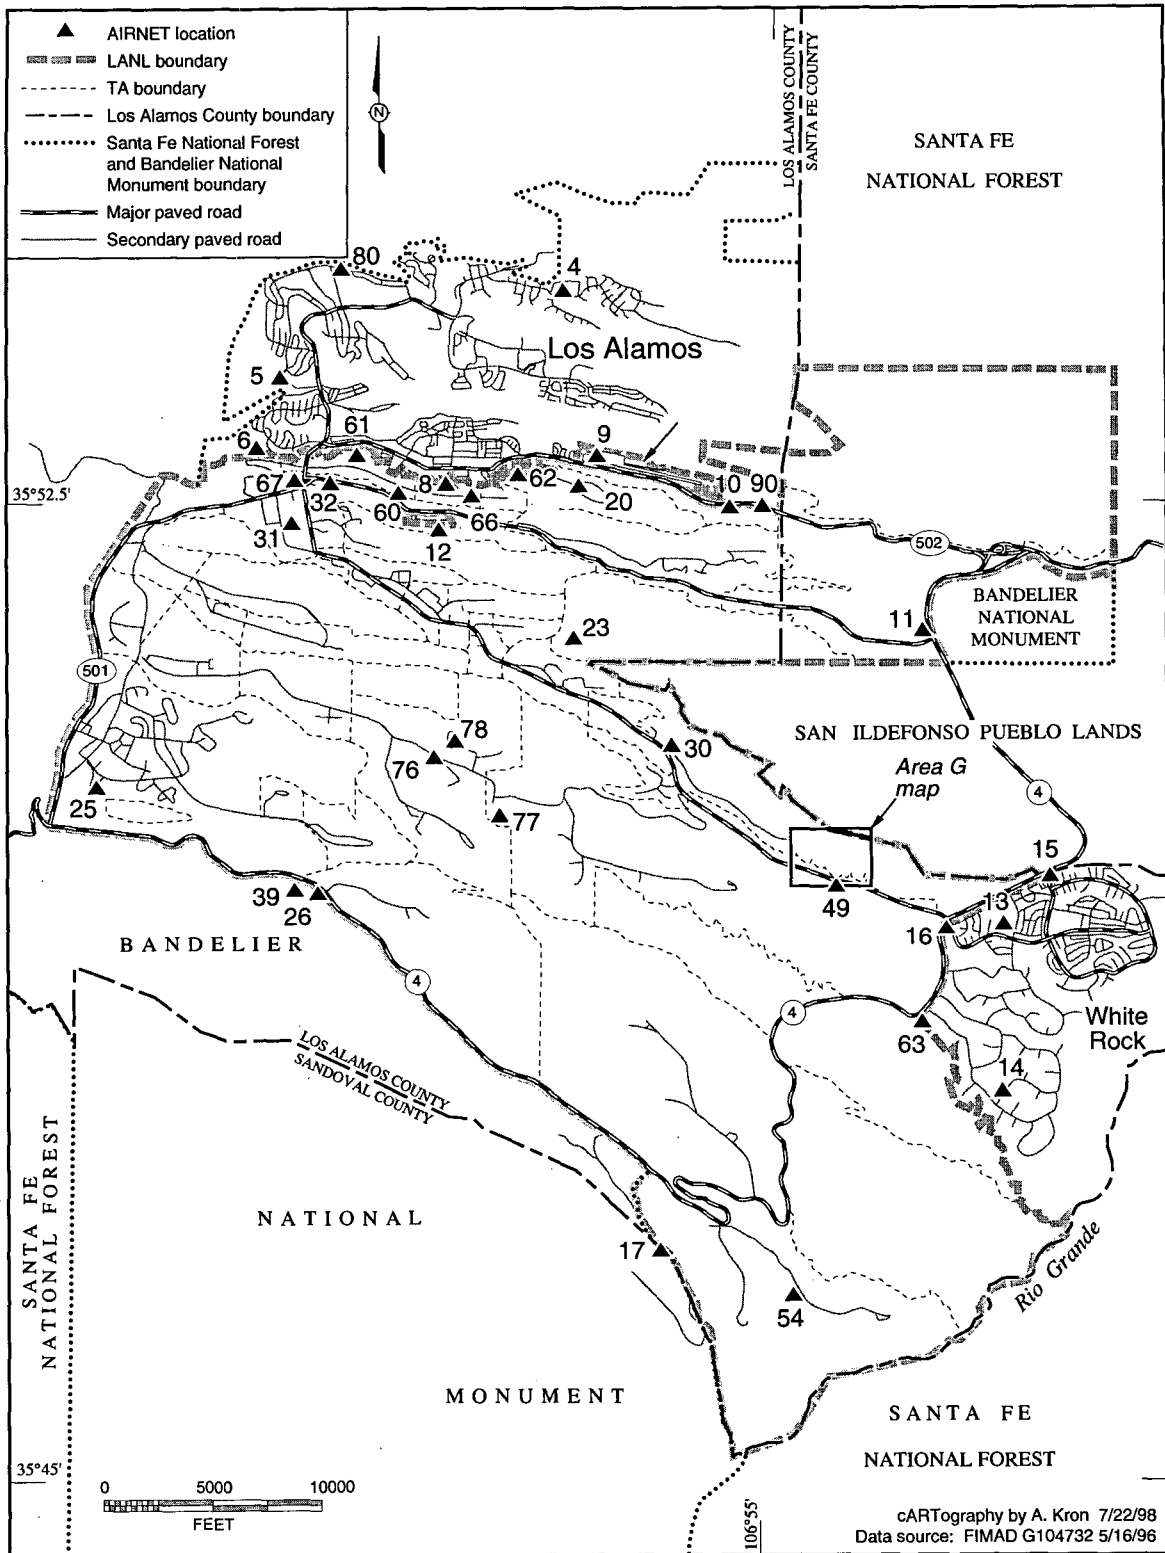 AIRNET location
LANL boundary
TA boundary
Los Alamos County boundary
Santa Fe National Forest
and Bandelier National
Monument boundary
Major paved road
Secondary paved road
N
LOS ALAMOS COUNTY
SANTA FE COUNTY
SANTA FE
NATIONAL FOREST
80
4
Los Alamos
5
6
61
9
35°52.5'
67
32
8
62
20
10
90
60
66
31
12
502
BANDELIER
NATIONAL
MONUMENT
11
23
501
SAN ILDEFONSO PUEBLO LANDS
78
30
76
Area G
map
4
25
77
15
39
26
49
13
16
BANDELIER
4
4
White
Rock
63
LOS ALAMOS COUNTY
SANDOVAL COUNTY
14
SANTA FE
NATIONAL FOREST
NATIONAL
17
Rio Grande
54
MONUMENT
SANTA FE
NATIONAL FOREST
35°45'
0 5000 10000
FEET
106°55'
cARTography by A. Kron 7/22/98
Data source: FIMAD G104732 5/16/96